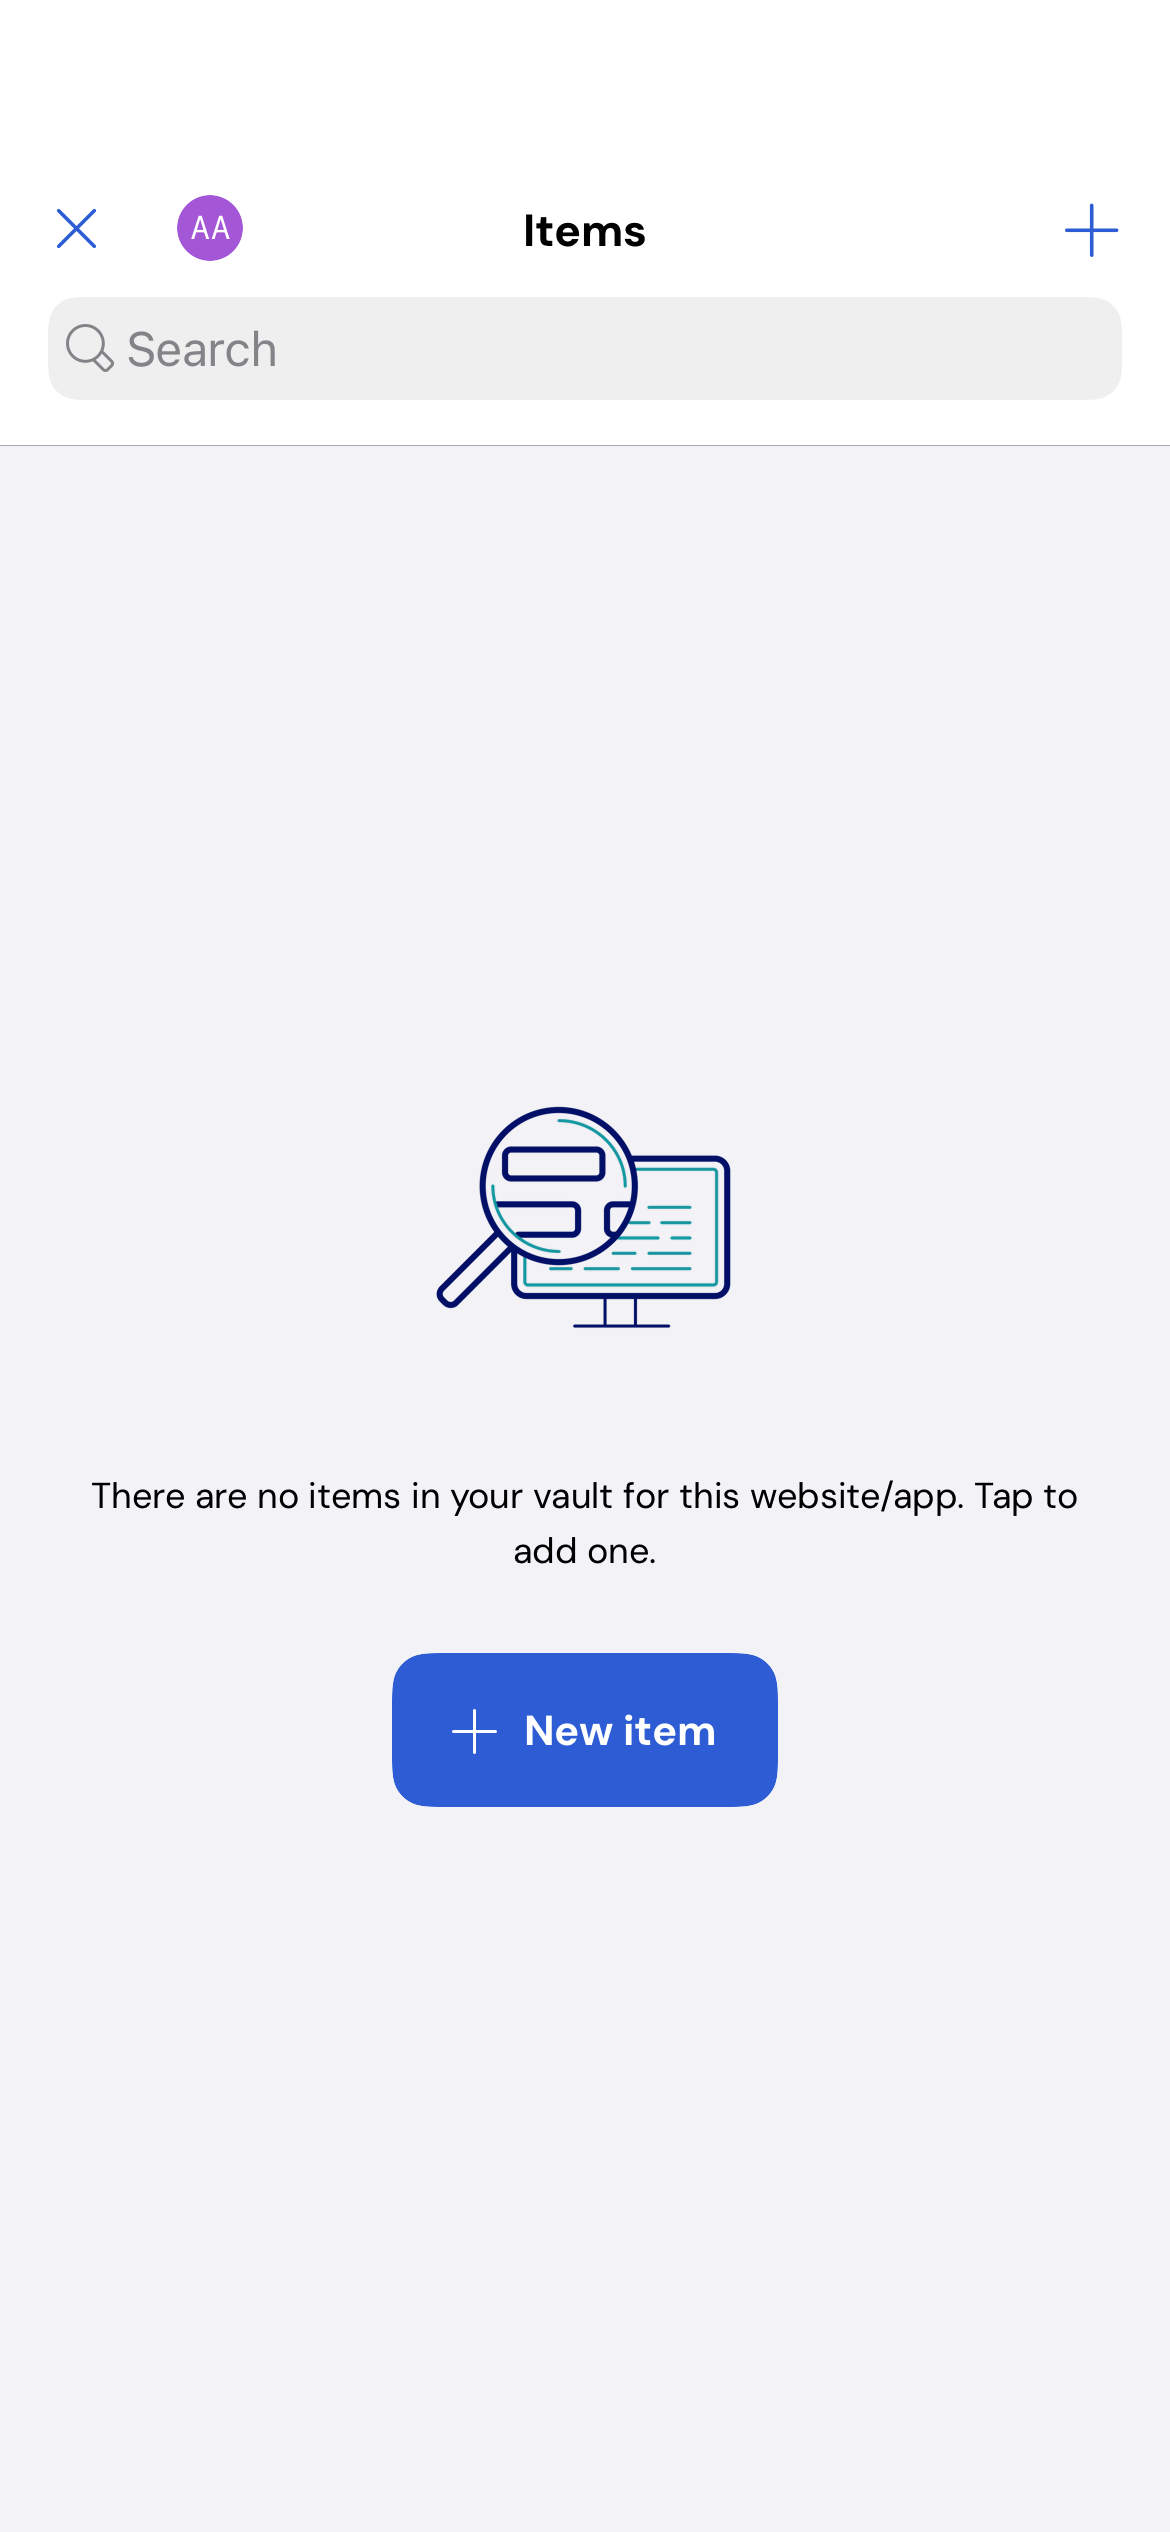 AA
Items
Search
There are no items in your vault for this website/app. Tap to
add one.
New item